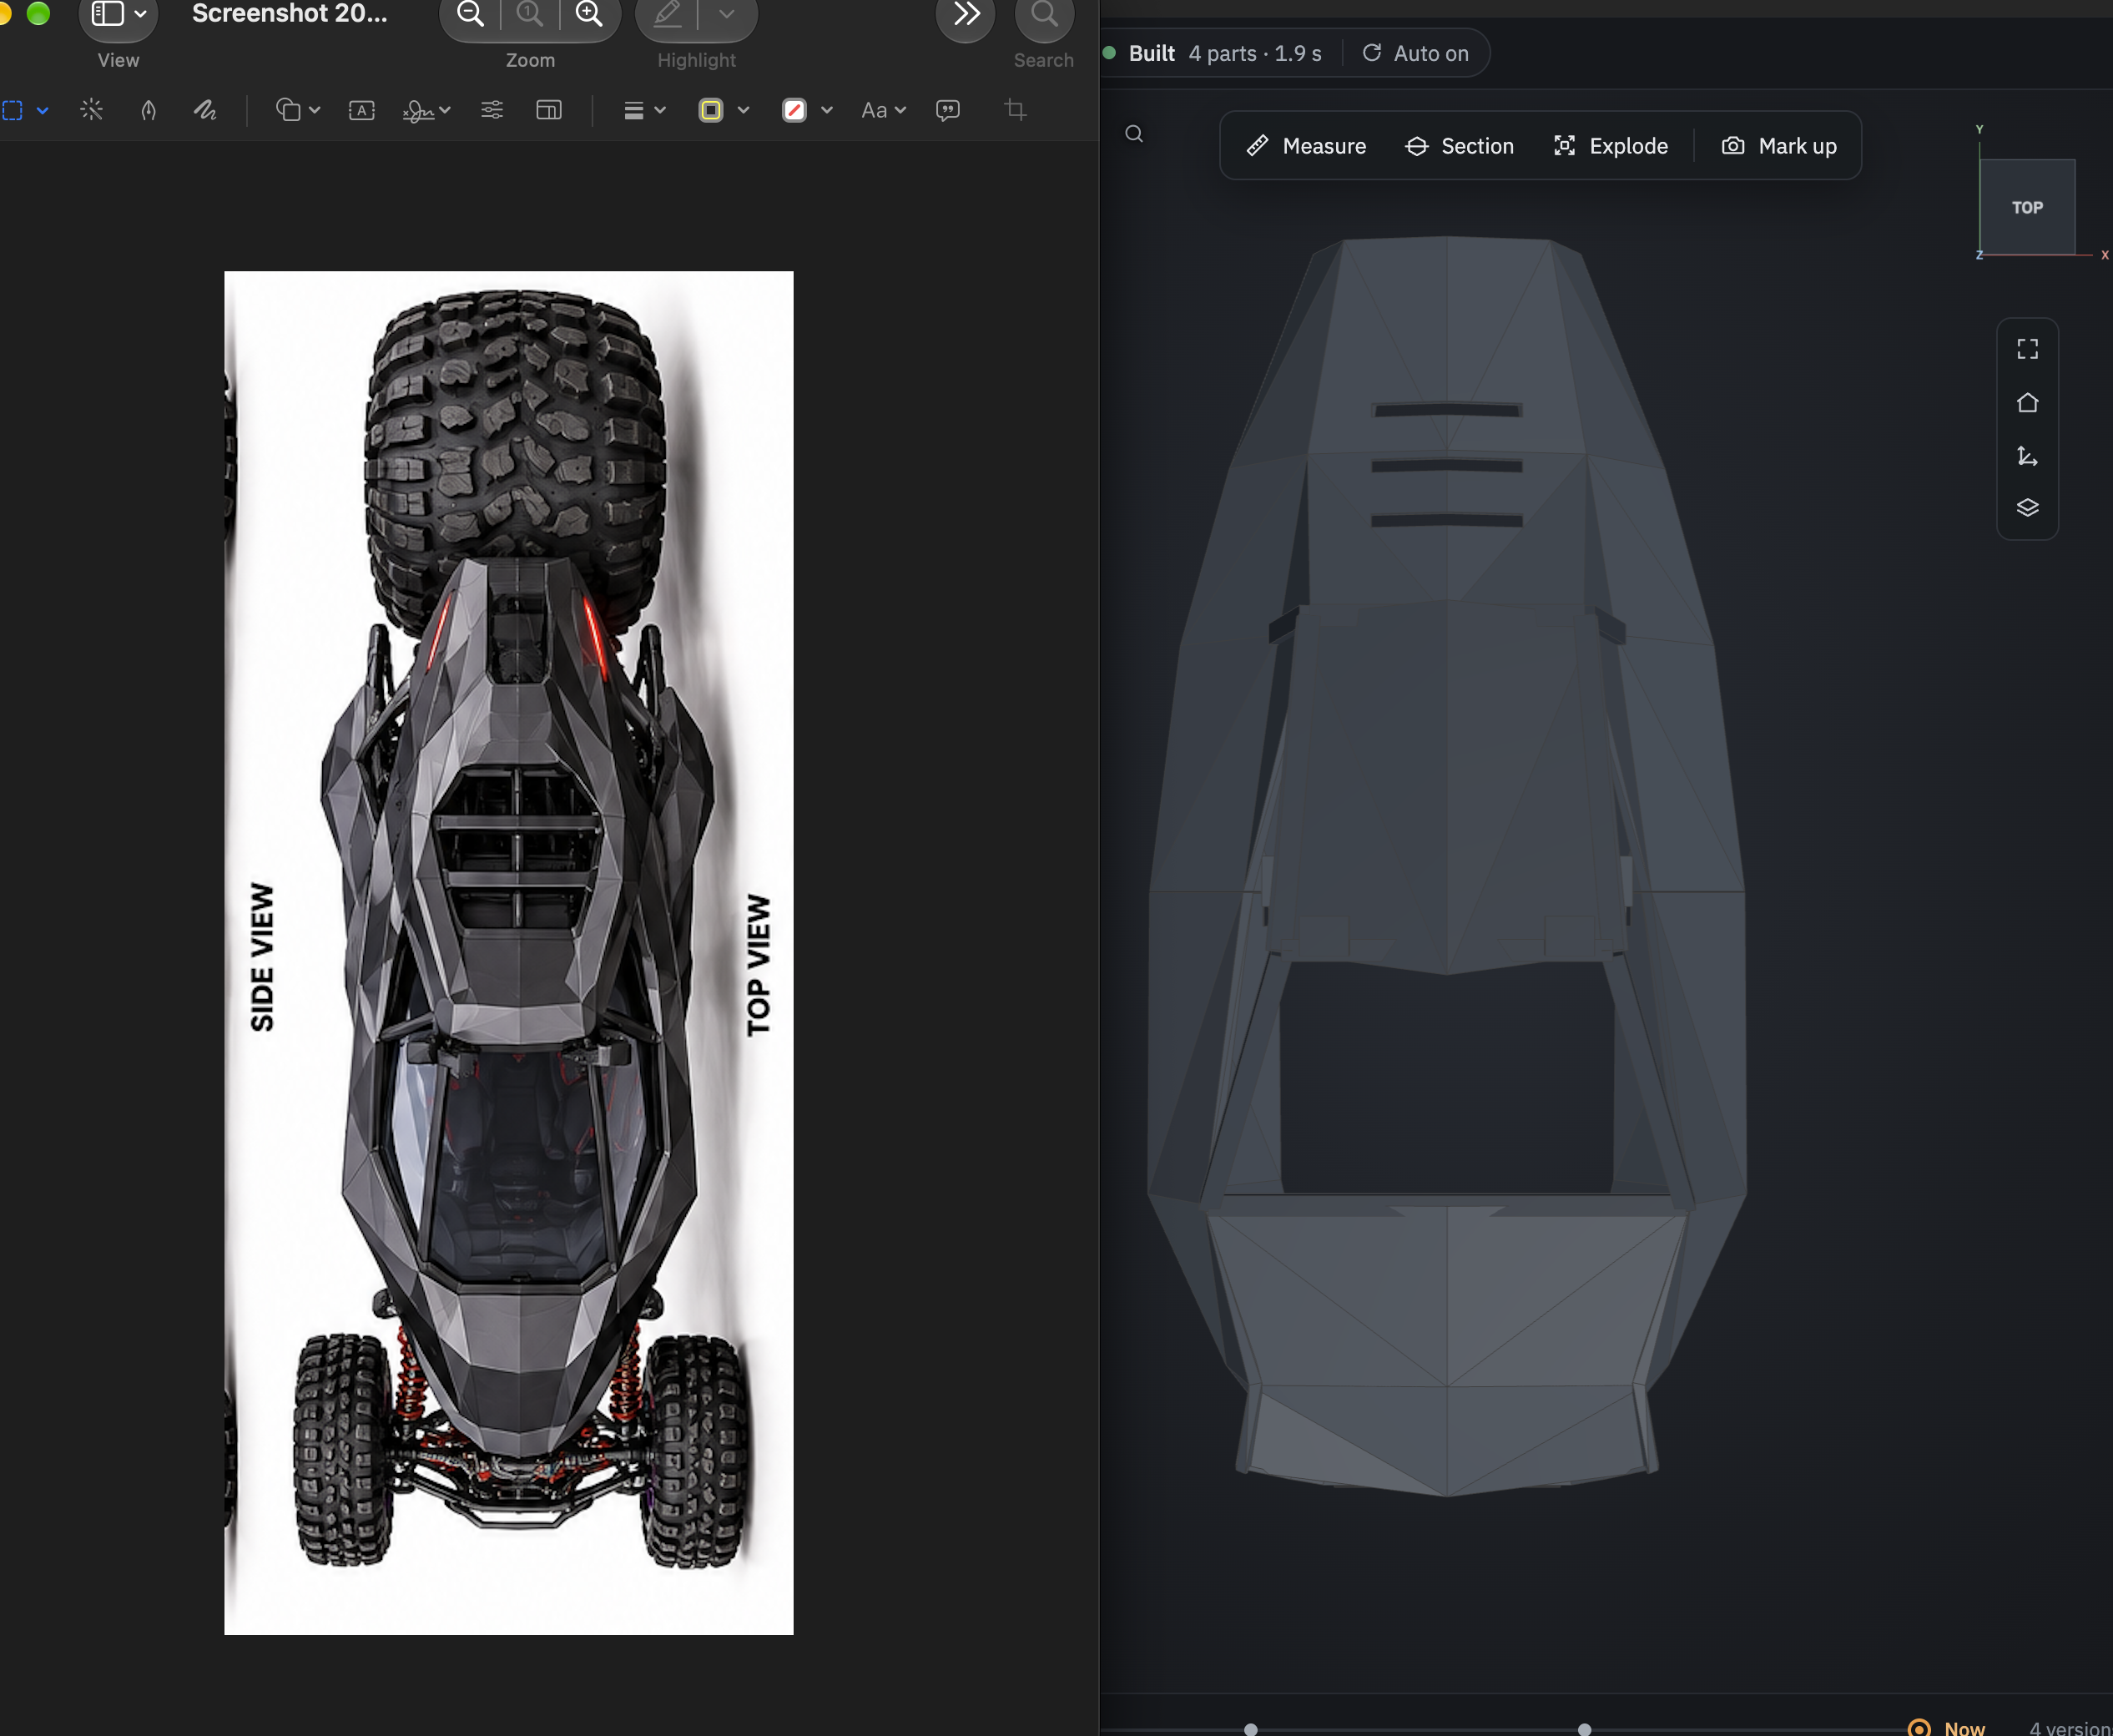 Screenshot 20...
View
Zoom
Highlight
Search
A
Aa
Built 4 parts · 1.9 s Auto on
Measure Section Explode Mark up
Y
TOP
Z X
SIDE VIEW
TOP VIEW
Now 4 version